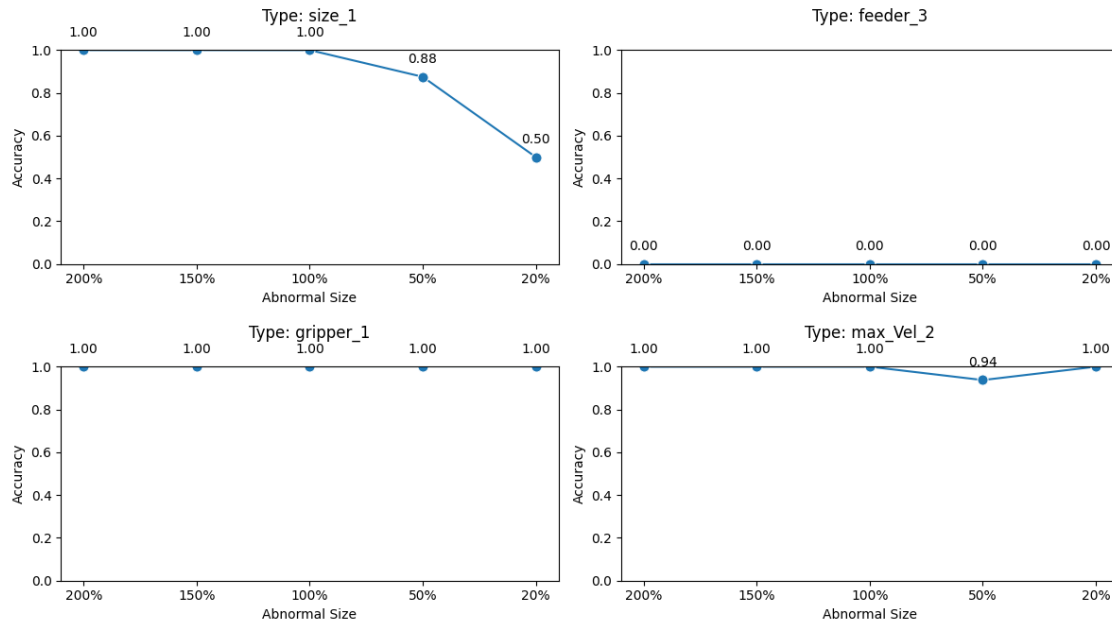 Type: size_1
1.00 1.00 1.00 0.88 0.50
1.0
0.8
0.6
0.4
0.2
0.0
Accuracy
200% 150% 100% 50% 20%
Abnormal Size
Type: feeder_3
1.0
0.8
0.6
0.4
0.2
0.0
Accuracy
0.00 0.00 0.00 0.00 0.00
200% 150% 100% 50% 20%
Abnormal Size
Type: gripper_1
1.00 1.00 1.00 1.00 1.00
1.0
0.8
0.6
0.4
0.2
0.0
Accuracy
200% 150% 100% 50% 20%
Abnormal Size
Type: max_Vel_2
1.00 1.00 1.00 0.94 1.00
1.0
0.8
0.6
0.4
0.2
0.0
Accuracy
200% 150% 100% 50% 20%
Abnormal Size